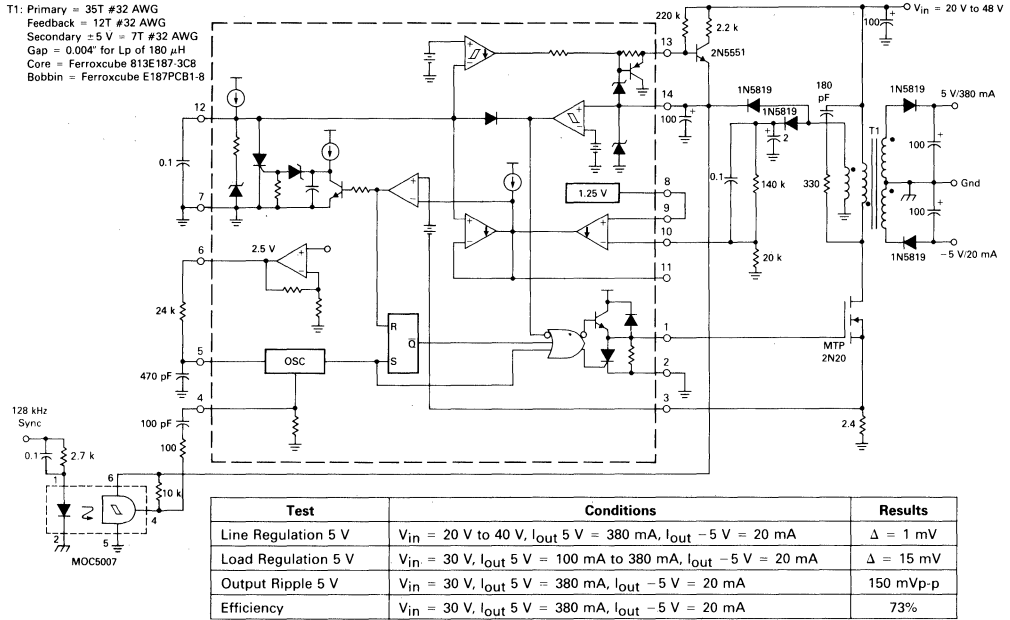 T1: Primary = 35T #32 AWG
Feedback = 12T #32 AWG
Secondary ±5 V = 7T #32 AWG
Gap = 0.004" for Lp of 180 μH
Core = Ferroxcube 813E187-3C8
Bobbin = Ferroxcube E187PCB1-8
220 k
2.2 k
100
Vin = 20 V to 48 V
13
2N5551
12
14
100
1N5819
1N5819
180 pF
1N5819
5 V/380 mA
T1
2
100
0.1
0.1
140 k
330
Gnd
7
1.25 V
8
9
10
100
20 k
1N5819
−5 V/20 mA
6
2.5 V
11
24 k
R
Q
S
1
MTP
2N20
5
OSC
2
470 pF
4
3
2.4
128 kHz
Sync
100 pF
100
0.1
2.7 k
1
6
10 k
4
2
5
MOC5007
Test Conditions Results
Line Regulation 5 V Vin = 20 V to 40 V, Iout 5 V = 380 mA, Iout −5 V = 20 mA Δ = 1 mV
Load Regulation 5 V Vin = 30 V, Iout 5 V = 100 mA to 380 mA, Iout −5 V = 20 mA Δ = 15 mV
Output Ripple 5 V Vin = 30 V, Iout 5 V = 380 mA, Iout −5 V = 20 mA 150 mVp-p
Efficiency Vin = 30 V, Iout 5 V = 380 mA, Iout −5 V = 20 mA 73%